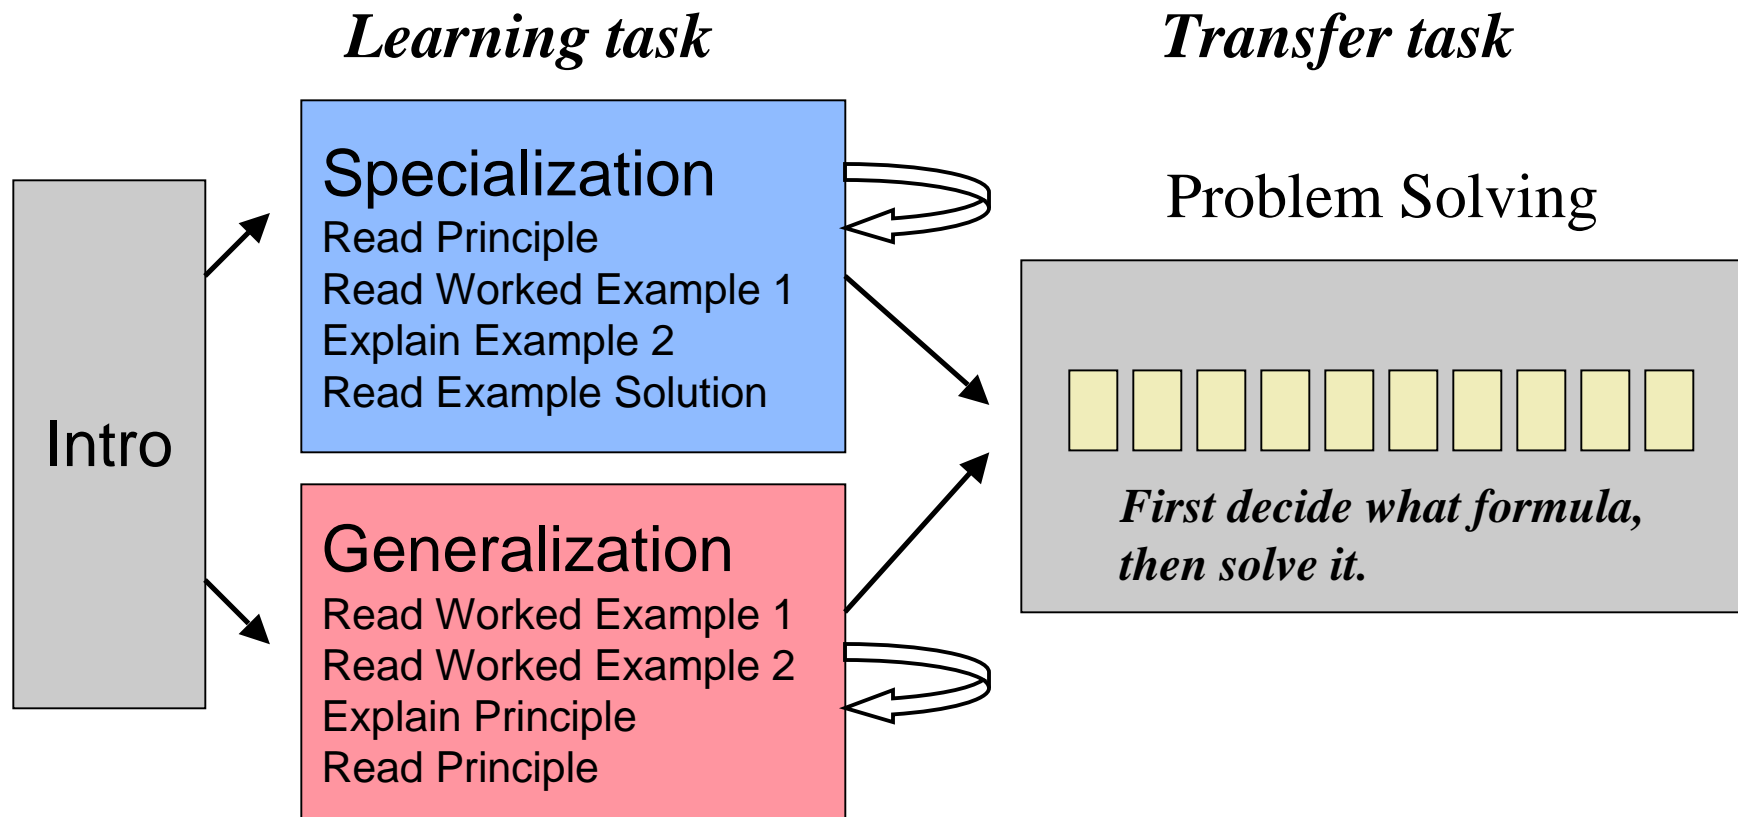 Learning task
Transfer task
Intro
Specialization
Read Principle
Read Worked Example 1
Explain Example 2
Read Example Solution
Generalization
Read Worked Example 1
Read Worked Example 2
Explain Principle
Read Principle
Problem Solving
First decide what formula,
then solve it.